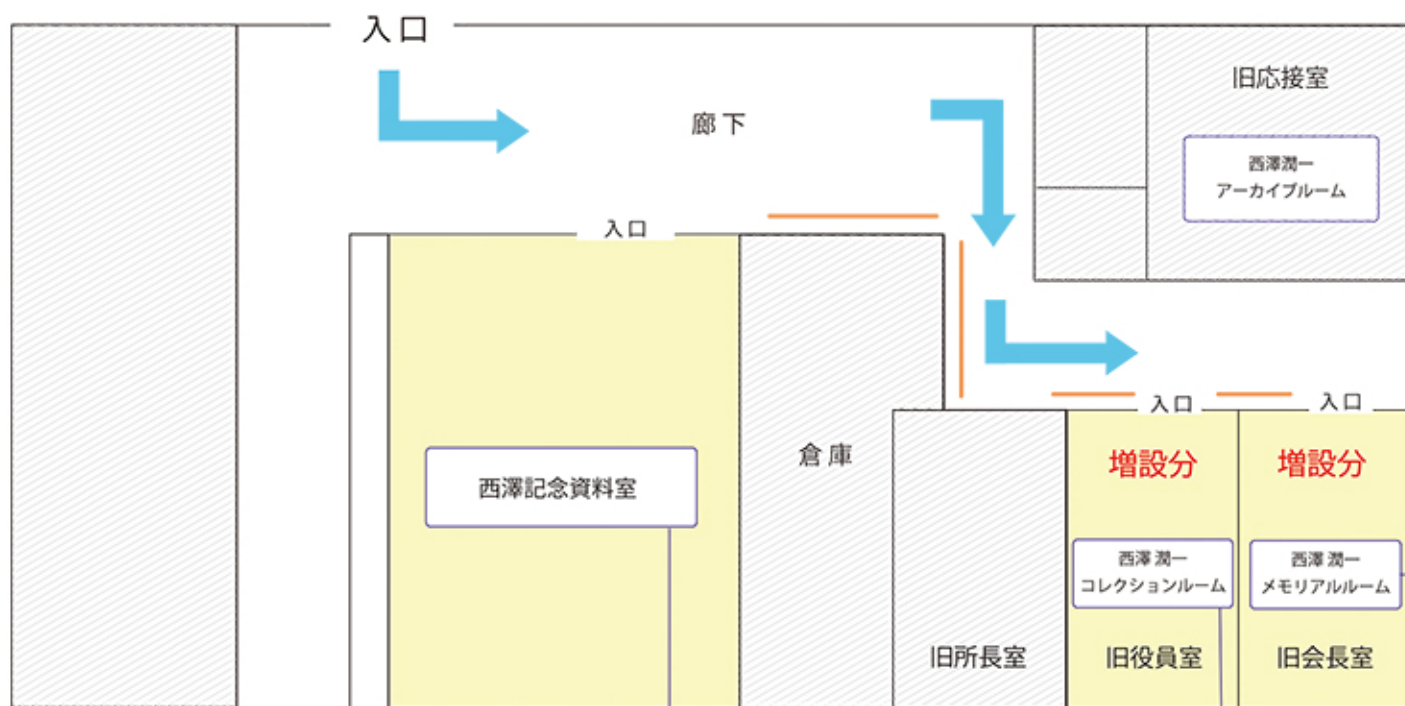 入口
廊下
旧応接室
西澤潤一
アーカイブルーム
入口
入口
入口
倉庫
増設分
増設分
西澤記念資料室
西澤 潤一
コレクションルーム
西澤 潤一
メモリアルルーム
旧所長室
旧役員室
旧会長室